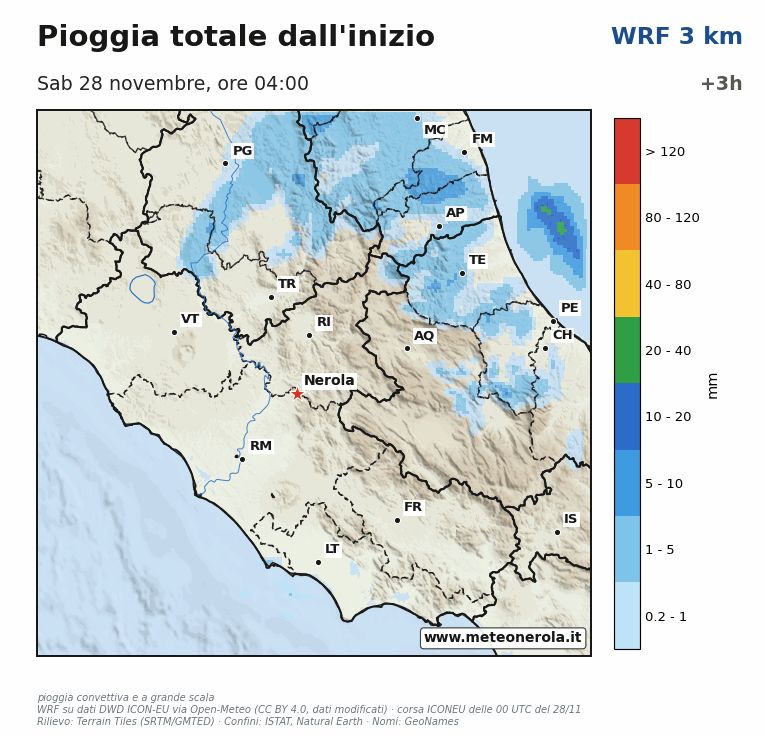 Pioggia totale dall'inizio
WRF 3 km
Sab 28 novembre, ore 04:00
+3h
MC
FM
PG
AP
TE
TR
PE
VT
RI
CH
AQ
Nerola
RM
FR
IS
LT
www.meteonerola.it
> 120
80 - 120
40 - 80
20 - 40
10 - 20
5 - 10
1 - 5
0.2 - 1
mm
pioggia convettiva e a grande scala
WRF su dati DWD ICON-EU via Open-Meteo (CC BY 4.0, dati modificati) · corsa ICONEU delle 00 UTC del 28/11
Rilievo: Terrain Tiles (SRTM/GMTED) · Confini: ISTAT, Natural Earth · Nomi: GeoNames